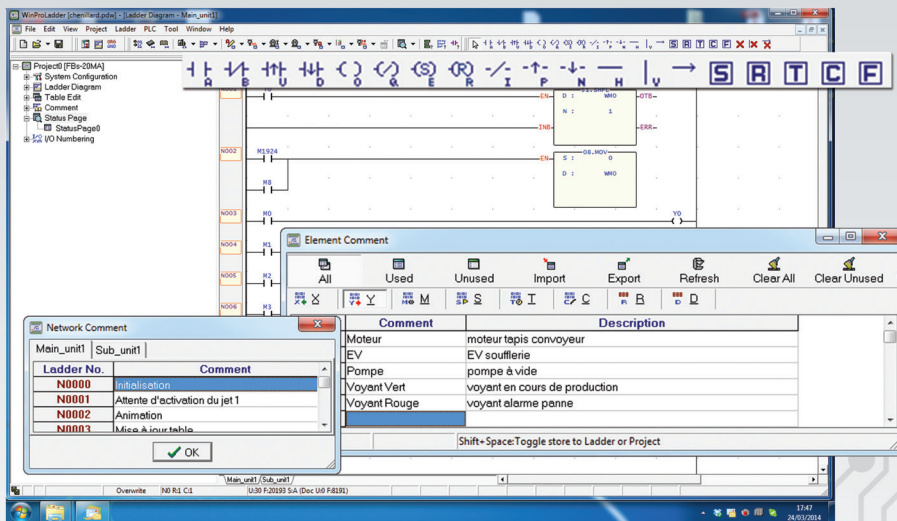 WinProLadder [chenillard.pdw] - [Ladder Diagram - Main_unit1]
File Edit View Project Ladder PLC Tool Window Help
S R T C F
A B U D O Q E R I P N H V S R T C F
Project0 [FBs-20MA]
System Configuration
Ladder Diagram
Table Edit
Comment
Status Page
StatusPage0
I/O Numbering
EN D : WM0 OTB
N : 1
INB ERR
N002 M1924 08.MOV
EN S : 0
M8 D : WM0
N003 M0 Y0
N004 M1
N005 M2
N006 M3
Element Comment
All Used Unused Import Export Refresh Clear All Clear Unused
X Y M S T C R D
Comment Description
Moteur moteur tapis convoyeur
EV EV soufflerie
Pompe pompe à vide
Voyant Vert voyant en cours de production
Voyant Rouge voyant alarme panne
Shift+Space:Toggle store to Ladder or Project
Network Comment
Main_unit1 Sub_unit1
Ladder No. Comment
N0000 Initialisation
N0001 Attente d'activation du jet 1
N0002 Animation
N0003 Mise à jour table
OK
Main_unit1 Sub_unit1
Overwrite N0 R:1 C:1 U:30 F:20193 S:A (Doc U:0 F:8191)
17:47
24/03/2014